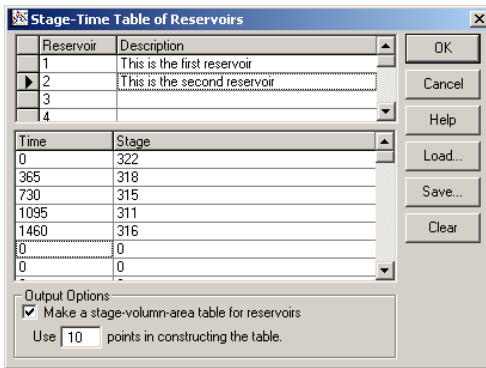 Stage-Time Table of Reservoirs
Reservoir Description
1 This is the first reservoir
2 This is the second reservoir
3
4
Time Stage
0 322
365 318
730 315
1095 311
1460 316
0 0
0 0
Output Options
Make a stage-volumn-area table for reservoirs
Use 10 points in constructing the table.
OK
Cancel
Help
Load...
Save...
Clear